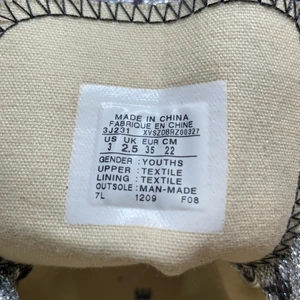 MADE IN CHINA
FABRIQUE EN CHINE
3J231 XVSZOBRZ00327
US UK EUR CM
3 2.5 35 22
GENDER : YOUTHS
UPPER : TEXTILE
LINING : TEXTILE
OUTSOLE: MAN-MADE
7L 1209 F08